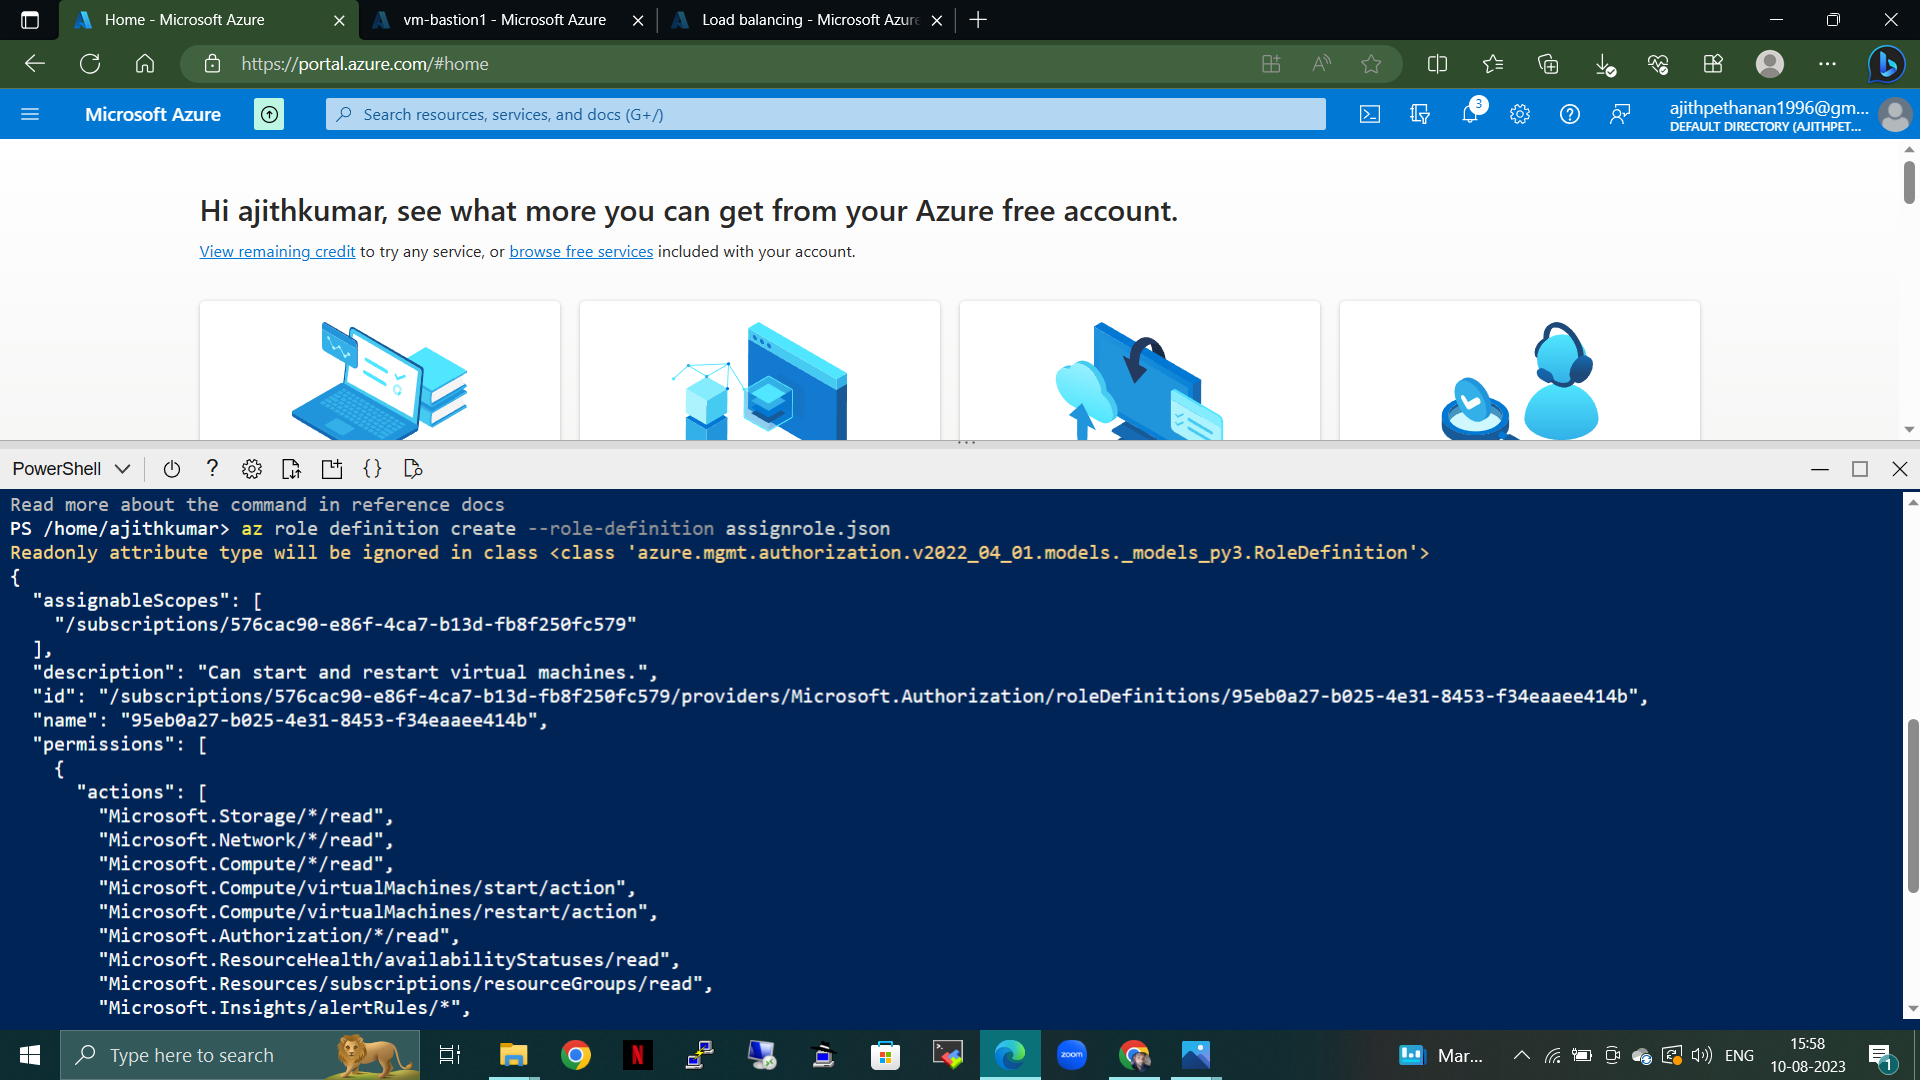 Home - Microsoft Azure
vm-bastion1 - Microsoft Azure
Load balancing - Microsoft Azure
https://portal.azure.com/#home
Microsoft Azure
Search resources, services, and docs (G+/)
3
ajithpethanan1996@gm...
DEFAULT DIRECTORY (AJITHPET...
Hi ajithkumar, see what more you can get from your Azure free account.
View remaining credit to try any service, or browse free services included with your account.
PowerShell
Read more about the command in reference docs
PS /home/ajithkumar> az role definition create --role-definition assignrole.json
Readonly attribute type will be ignored in class <class 'azure.mgmt.authorization.v2022_04_01.models._models_py3.RoleDefinition'>
{
"assignableScopes": [
"/subscriptions/576cac90-e86f-4ca7-b13d-fb8f250fc579"
],
"description": "Can start and restart virtual machines.",
"id": "/subscriptions/576cac90-e86f-4ca7-b13d-fb8f250fc579/providers/Microsoft.Authorization/roleDefinitions/95eb0a27-b025-4e31-8453-f34eaaee414b",
"name": "95eb0a27-b025-4e31-8453-f34eaaee414b",
"permissions": [
{
"actions": [
"Microsoft.Storage/*/read",
"Microsoft.Network/*/read",
"Microsoft.Compute/*/read",
"Microsoft.Compute/virtualMachines/start/action",
"Microsoft.Compute/virtualMachines/restart/action",
"Microsoft.Authorization/*/read",
"Microsoft.ResourceHealth/availabilityStatuses/read",
"Microsoft.Resources/subscriptions/resourceGroups/read",
"Microsoft.Insights/alertRules/*",
Type here to search
zoom
Mar...
ENG
15:58
10-08-2023
1